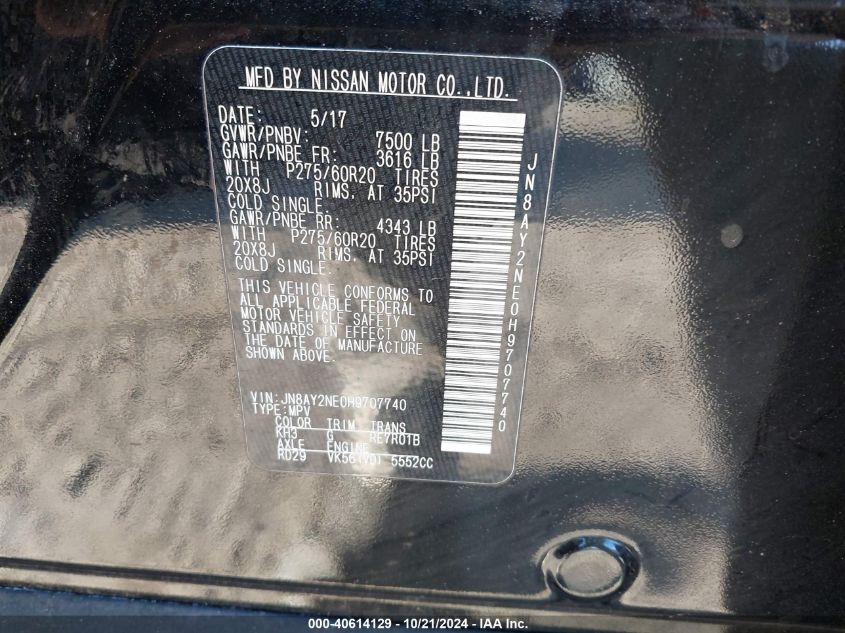 MFD BY NISSAN MOTOR CO.,LTD.
DATE: 5/17
GVWR/PNBV: 7500 LB
GAWR/PNBE FR: 3616 LB
WITH P275/60R20 TIRES
20X8J RIMS, AT 35PSI
COLD SINGLE.
GAWR/PNBE RR: 4343 LB
WITH P275/60R20 TIRES
20X8J RIMS, AT 35PSI
COLD SINGLE.
THIS VEHICLE CONFORMS TO
ALL APPLICABLE FEDERAL
MOTOR VEHICLE SAFETY
STANDARDS IN EFFECT ON
THE DATE OF MANUFACTURE
SHOWN ABOVE.
VIN:JN8AY2NE0H9707740
TYPE:MPV
COLOR TRIM TRANS
KH3 G RE7R01B
AXLE ENGINE
RD29 VK56(VD) 5552CC
JN8AY2NE0H9707740
000-40614129 - 10/21/2024 - IAA Inc.